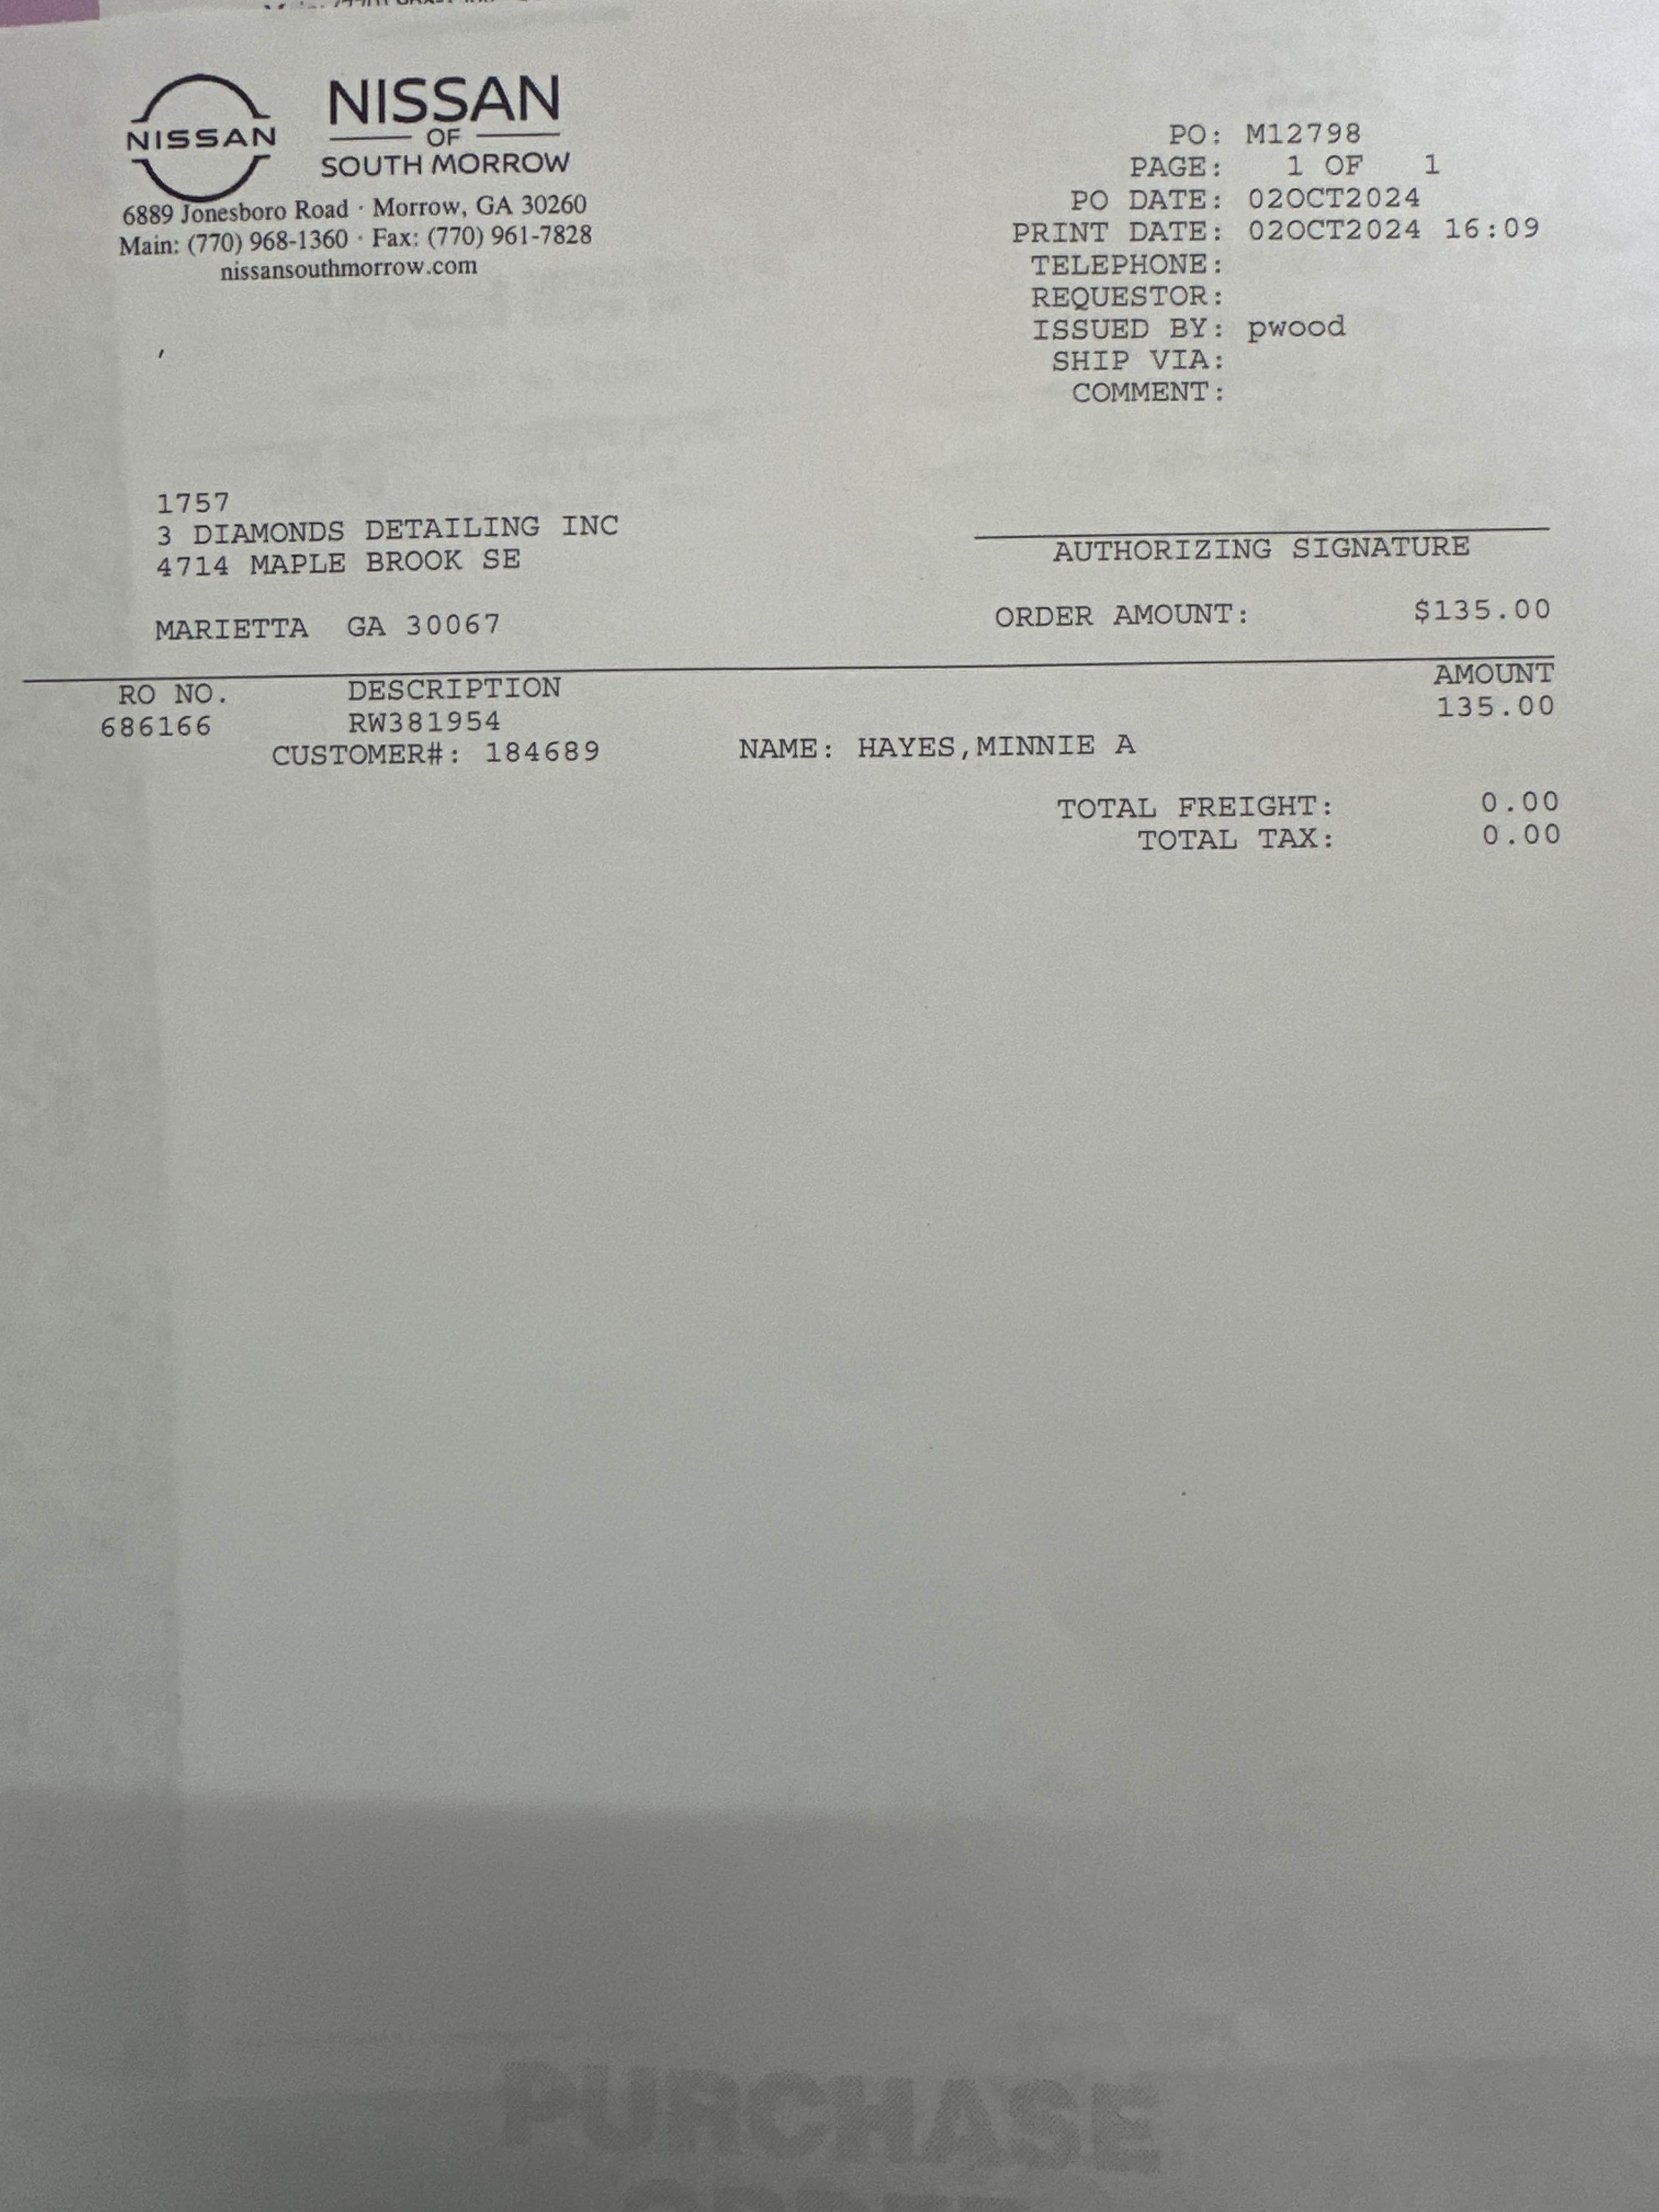 NISSAN
NISSAN
OF
SOUTH MORROW
6889 Jonesboro Road · Morrow, GA 30260
Main: (770) 968-1360 · Fax: (770) 961-7828
nissansouthmorrow.com
PO: M12798
PAGE: 1 OF 1
PO DATE: 02OCT2024
PRINT DATE: 02OCT2024 16:09
TELEPHONE:
REQUESTOR:
ISSUED BY: pwood
SHIP VIA:
COMMENT:
,
1757
3 DIAMONDS DETAILING INC
4714 MAPLE BROOK SE
MARIETTA GA 30067
AUTHORIZING SIGNATURE
ORDER AMOUNT: $135.00
RO NO. DESCRIPTION AMOUNT
686166 RW381954 135.00
CUSTOMER#: 184689 NAME: HAYES,MINNIE A
TOTAL FREIGHT: 0.00
TOTAL TAX: 0.00
PURCHASE
ORDER